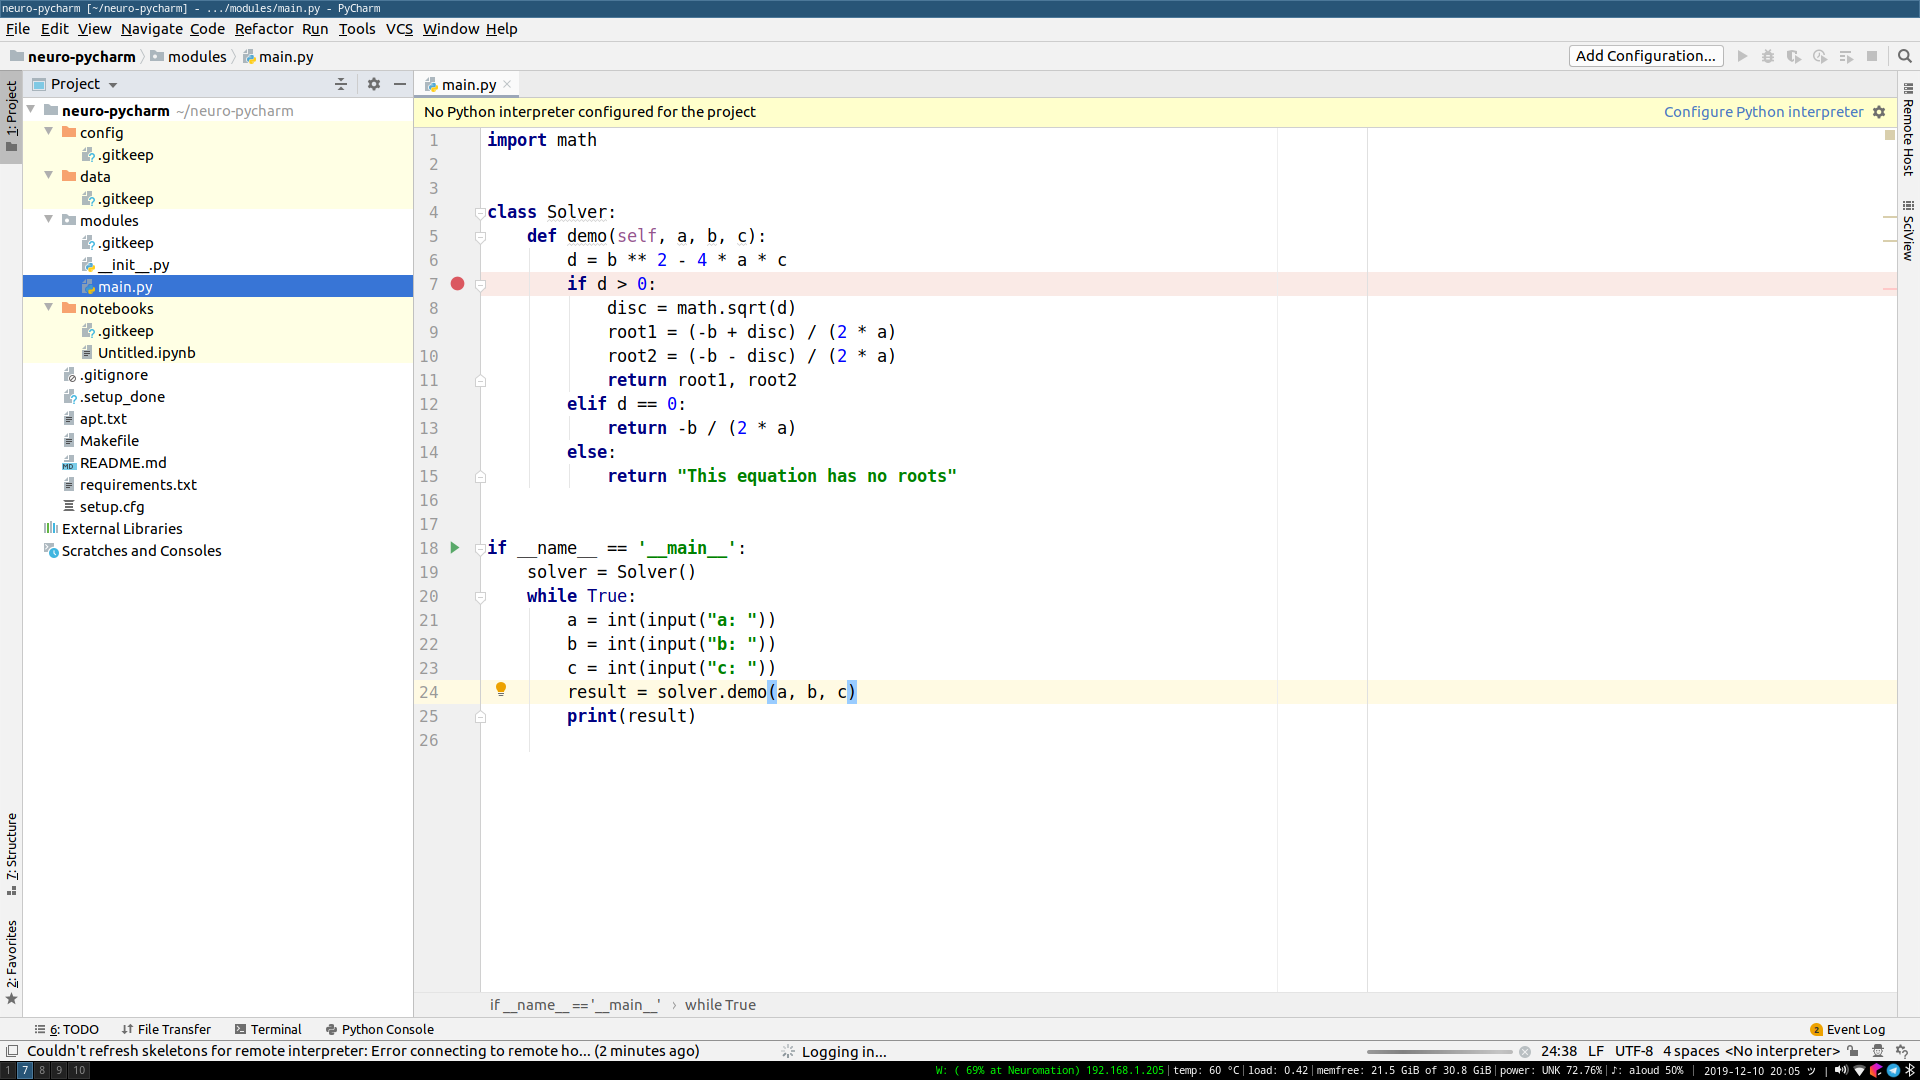 neuro-pycharm [~/neuro-pycharm] - .../modules/main.py - PyCharm
File Edit View Navigate Code Refactor Run Tools VCS Window Help
neuro-pycharm modules main.py Add Configuration...
1: Project
Project
neuro-pycharm ~/neuro-pycharm
config
.gitkeep
data
.gitkeep
modules
.gitkeep
__init__.py
main.py
notebooks
.gitkeep
Untitled.ipynb
.gitignore
.setup_done
apt.txt
Makefile
README.md
requirements.txt
setup.cfg
External Libraries
Scratches and Consoles
7: Structure
2: Favorites
main.py
No Python interpreter configured for the project Configure Python interpreter
1 import math
2
3
4 class Solver:
5 def demo(self, a, b, c):
6 d = b ** 2 - 4 * a * c
7 if d > 0:
8 disc = math.sqrt(d)
9 root1 = (-b + disc) / (2 * a)
10 root2 = (-b - disc) / (2 * a)
11 return root1, root2
12 elif d == 0:
13 return -b / (2 * a)
14 else:
15 return "This equation has no roots"
16
17
18 if __name__ == '__main__':
19 solver = Solver()
20 while True:
21 a = int(input("a: "))
22 b = int(input("b: "))
23 c = int(input("c: "))
24 result = solver.demo(a, b, c)
25 print(result)
26
if __name__ == '__main__' › while True
Remote Host
SciView
6: TODO File Transfer Terminal Python Console 2 Event Log
Couldn't refresh skeletons for remote interpreter: Error connecting to remote ho... (2 minutes ago) Logging in... 24:38 LF UTF-8 4 spaces <No interpreter>
1 7 8 9 10 W: ( 69% at Neuromation) 192.168.1.205 | temp: 60 °C | load: 0.42 | memfree: 21.5 GiB of 30.8 GiB | power: UNK 72.76% | ♪: aloud 50% | 2019-12-10 20:05 ツ |